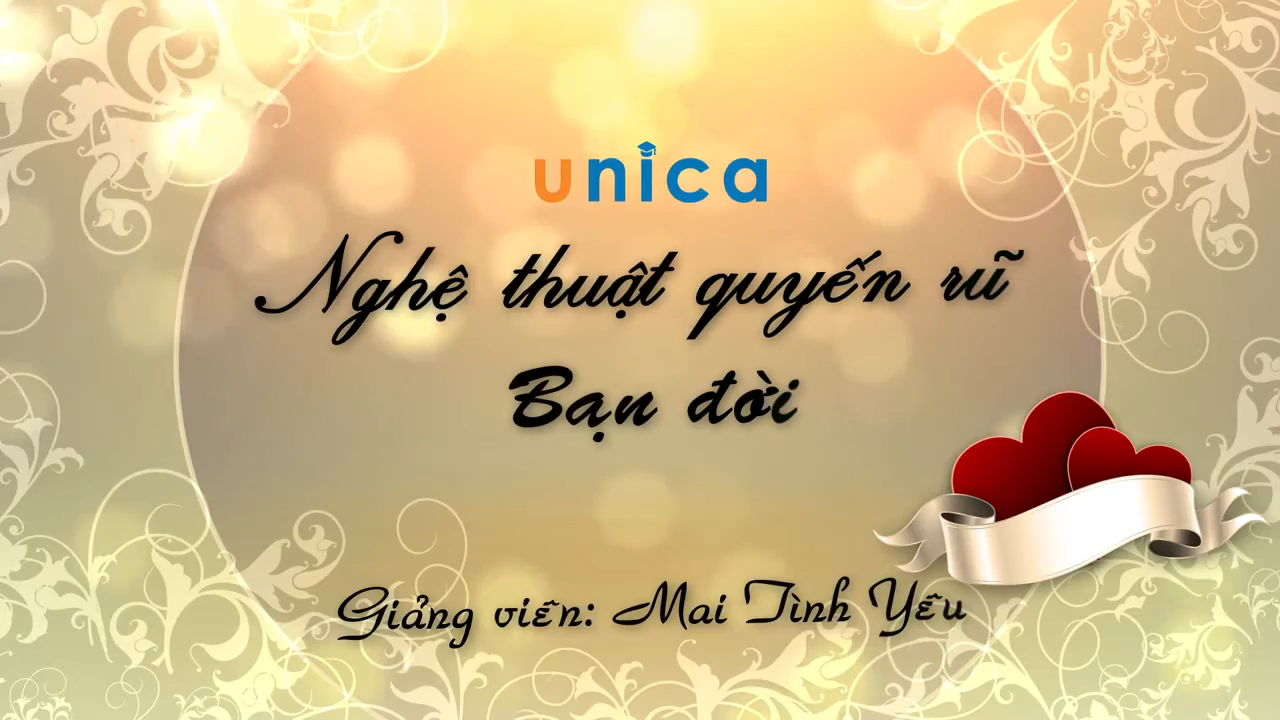 unica
Nghệ thuật quyến rũ
Bạn đời
Giảng viên: Mai Tình Yêu